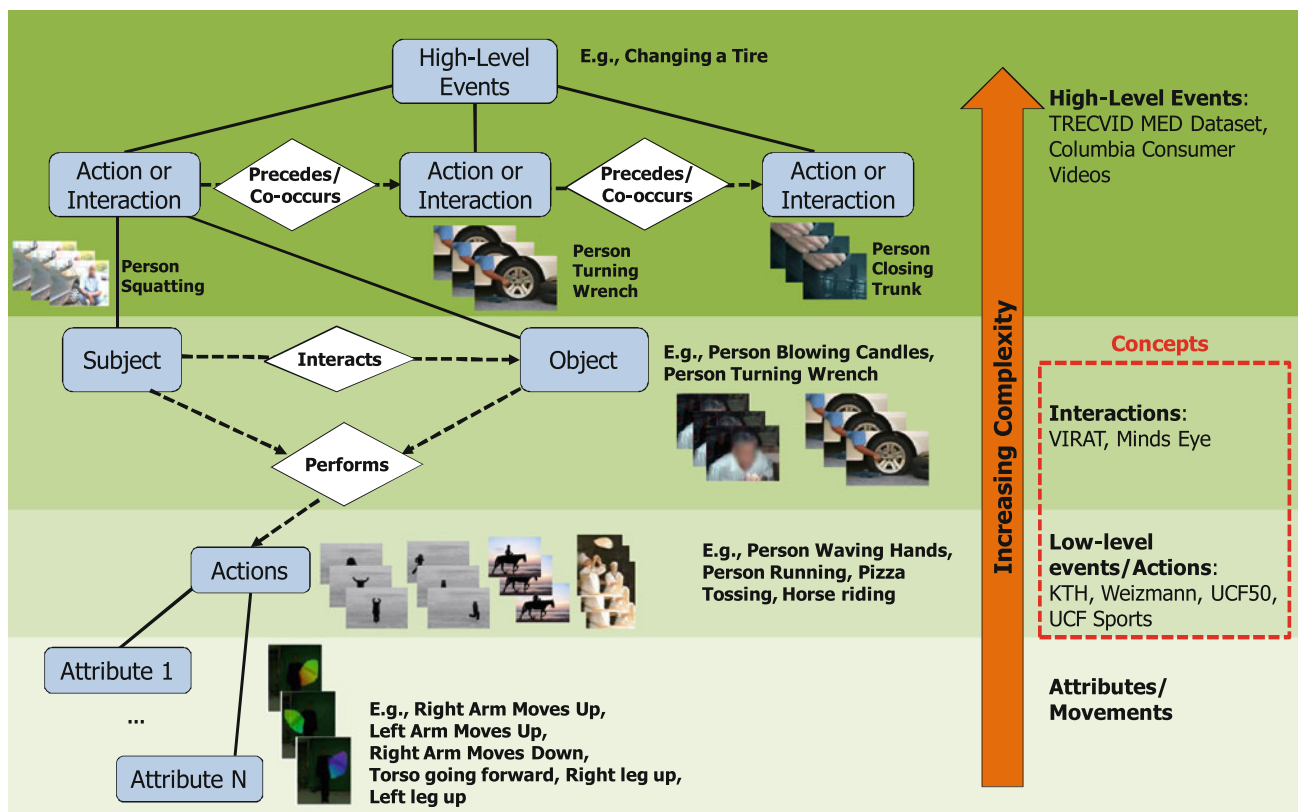 High-Level
Events
E.g., Changing a Tire
High-Level Events:
TRECVID MED Dataset,
Columbia Consumer
Videos
Action or
Interaction
Precedes/
Co-occurs
Action or
Interaction
Precedes/
Co-occurs
Action or
Interaction
Person
Squatting
Person
Turning
Wrench
Person
Closing
Trunk
Increasing Complexity
Subject
Interacts
Object
E.g., Person Blowing Candles,
Person Turning Wrench
Concepts
Interactions:
VIRAT, Minds Eye
Performs
Actions
E.g., Person Waving Hands,
Person Running, Pizza
Tossing, Horse riding
Low-level
events/Actions:
KTH, Weizmann, UCF50,
UCF Sports
Attribute 1
...
Attribute N
E.g., Right Arm Moves Up,
Left Arm Moves Up,
Right Arm Moves Down,
Torso going forward, Right leg up,
Left leg up
Attributes/
Movements